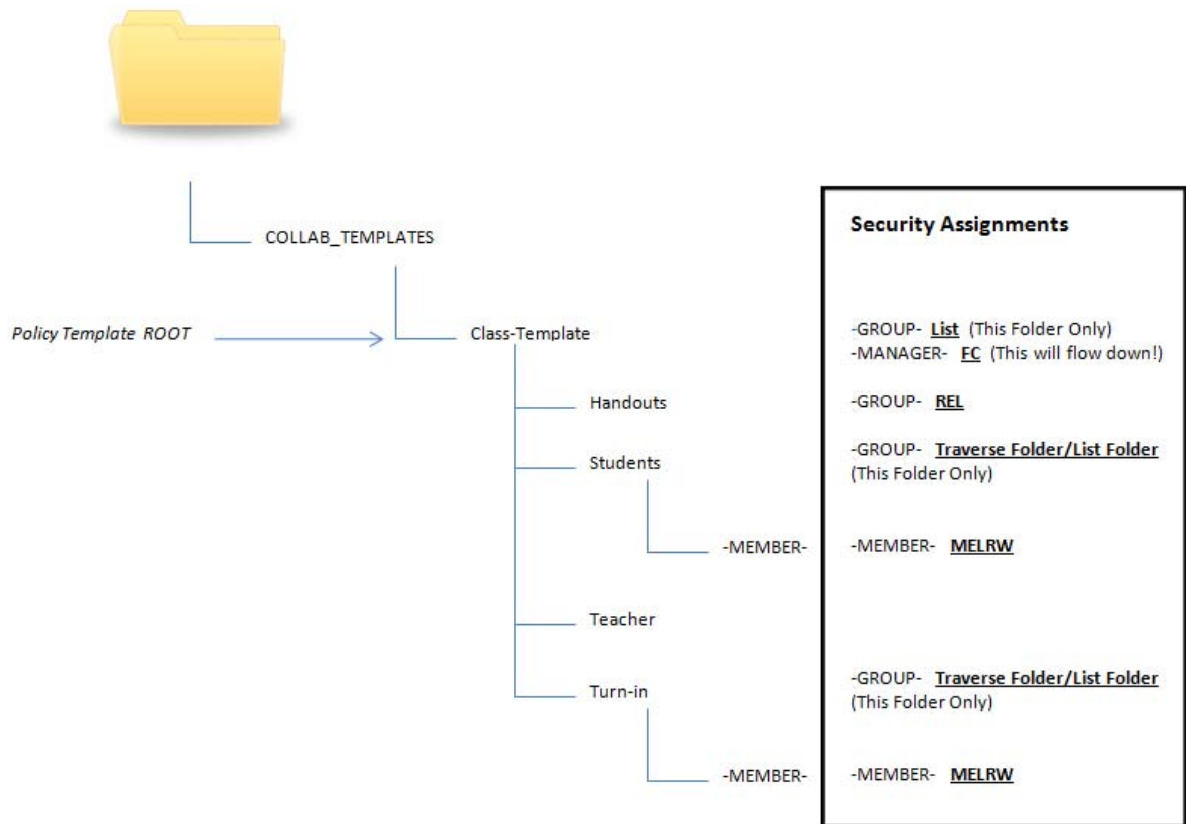 Security Assignments
COLLAB_TEMPLATES
Policy Template ROOT
Class-Template
-GROUP- List (This Folder Only)
-MANAGER- FC (This will flow down!)
Handouts
-GROUP- REL
Students
-GROUP- Traverse Folder/List Folder
(This Folder Only)
-MEMBER-
-MEMBER- MELRW
Teacher
Turn-in
-GROUP- Traverse Folder/List Folder
(This Folder Only)
-MEMBER-
-MEMBER- MELRW